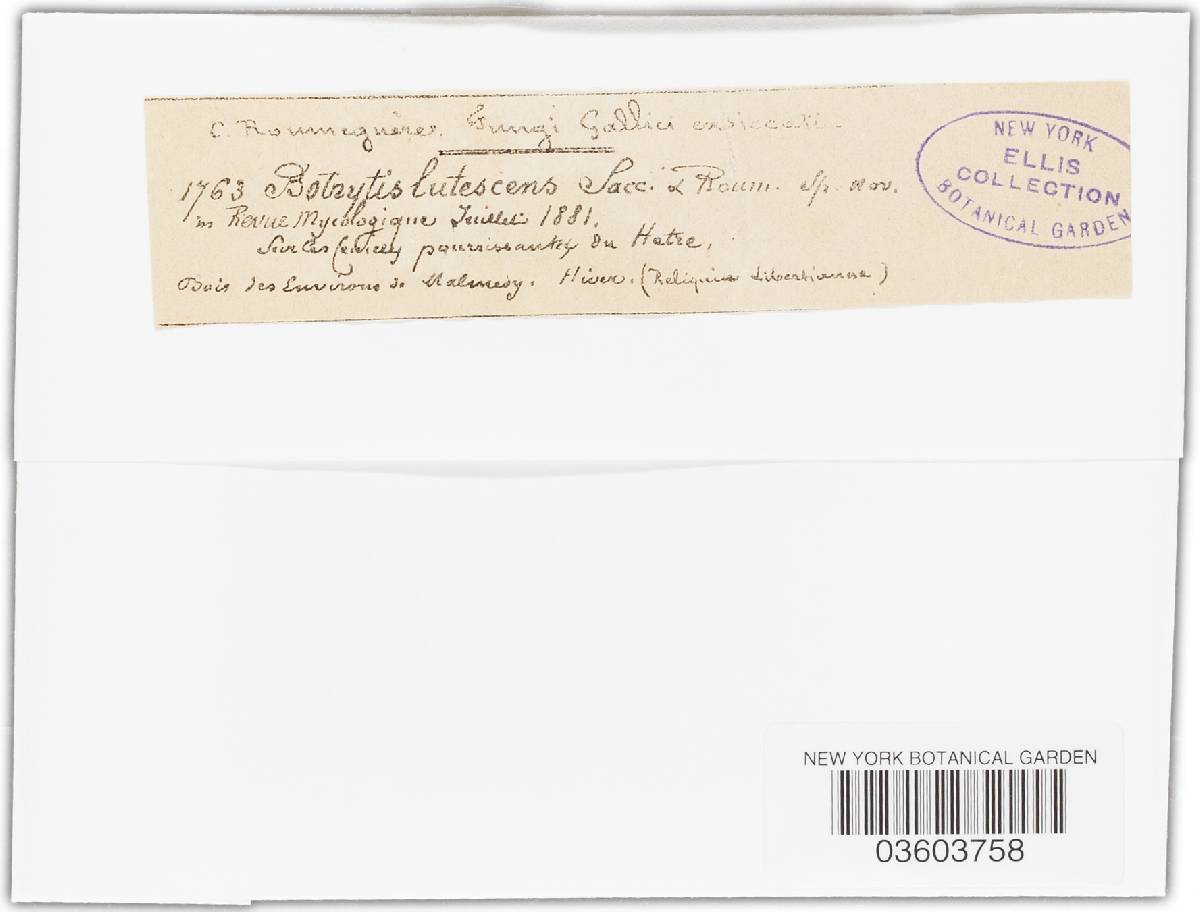 C. Roumeguère. Fungi Gallici exsiccati.
1763 Botrytis lutescens Sacc. & Roum. Sp. Nov.
in Revue Mycologique Juillet 1881.
Sur les feuilles pourrissantes du Hetre.
Bois des Environs de Malmedy. Hiver. (Reliquiae Libertianae)
NEW YORK
ELLIS
COLLECTION
BOTANICAL GARDEN
NEW YORK BOTANICAL GARDEN
03603758